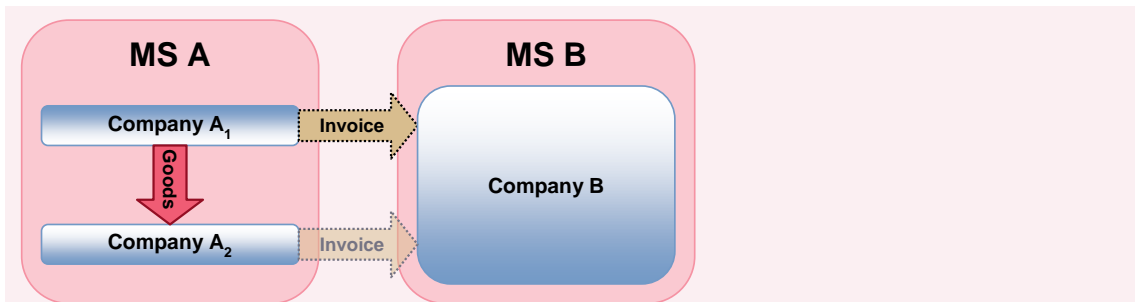 MS A
MS B
Company A1
Invoice
Goods
Company B
Company A2
Invoice